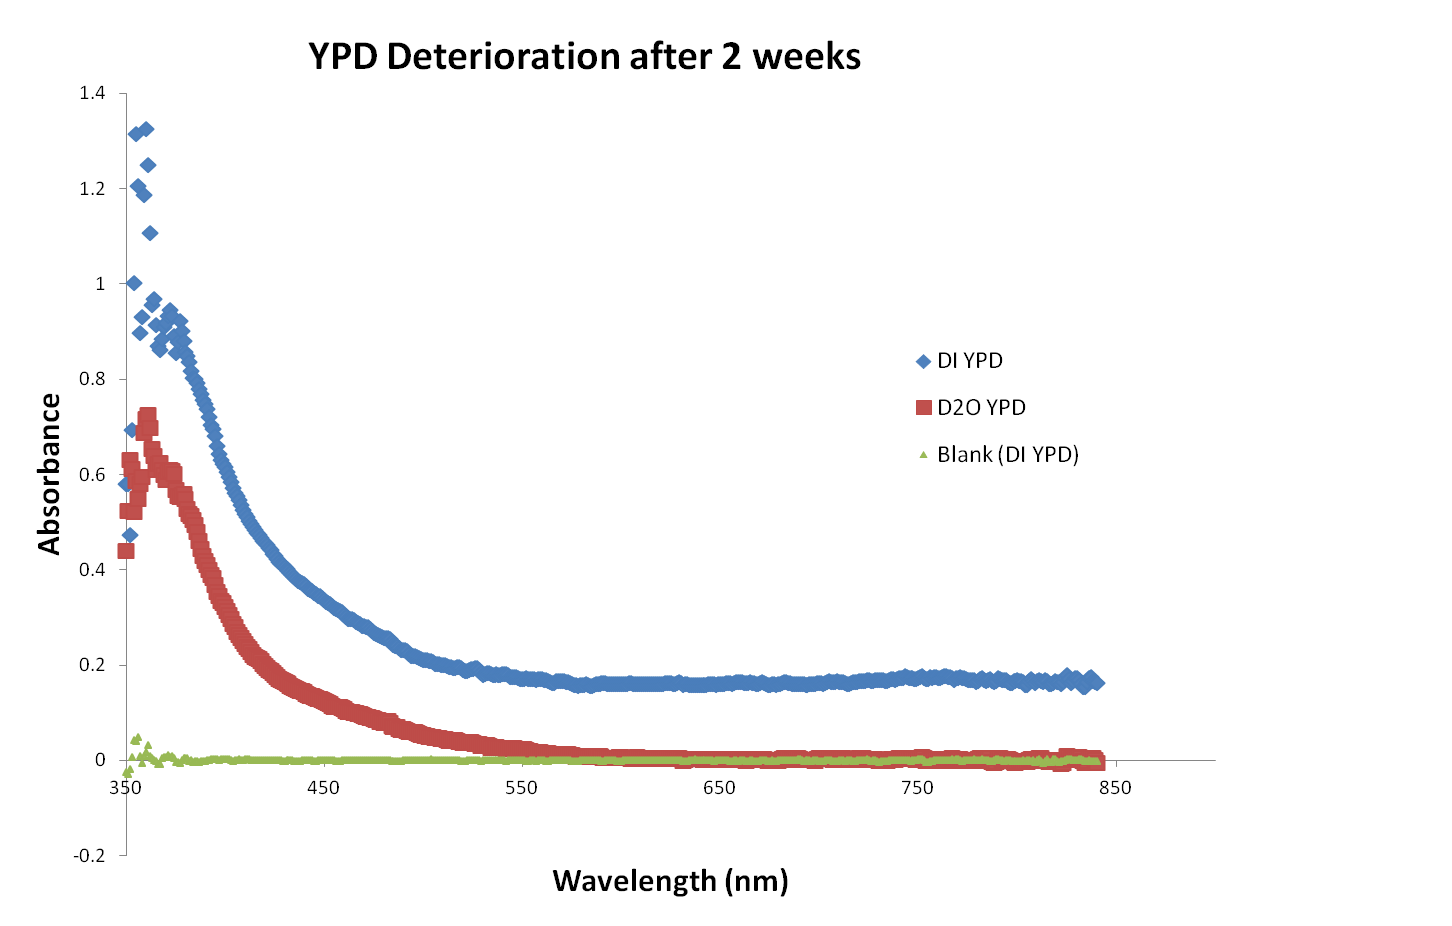 YPD Deterioration after 2 weeks
1.4
1.2
1
0.8
0.6
0.4
0.2
0
-0.2
Absorbance
350 450 550 650 750 850
Wavelength (nm)
DI YPD
D2O YPD
Blank (DI YPD)